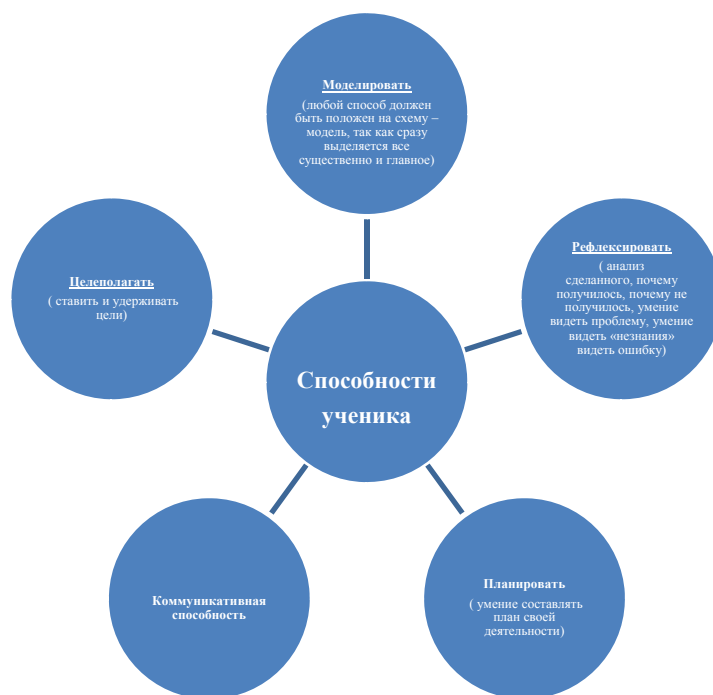 Моделировать
(любой способ должен
быть положен на схему –
модель, так как сразу
выделяется все
существенно и главное)
Рефлексировать
( анализ
сделанного, почему
получилось, почему не
получилось, умение
видеть проблему, умение
видеть «незнания»
видеть ошибку)
Целеполагать
( ставить и удерживать
цели)
Способности
ученика
Планировать
( умение составлять
план своей
деятельности)
Коммуникативная
способность